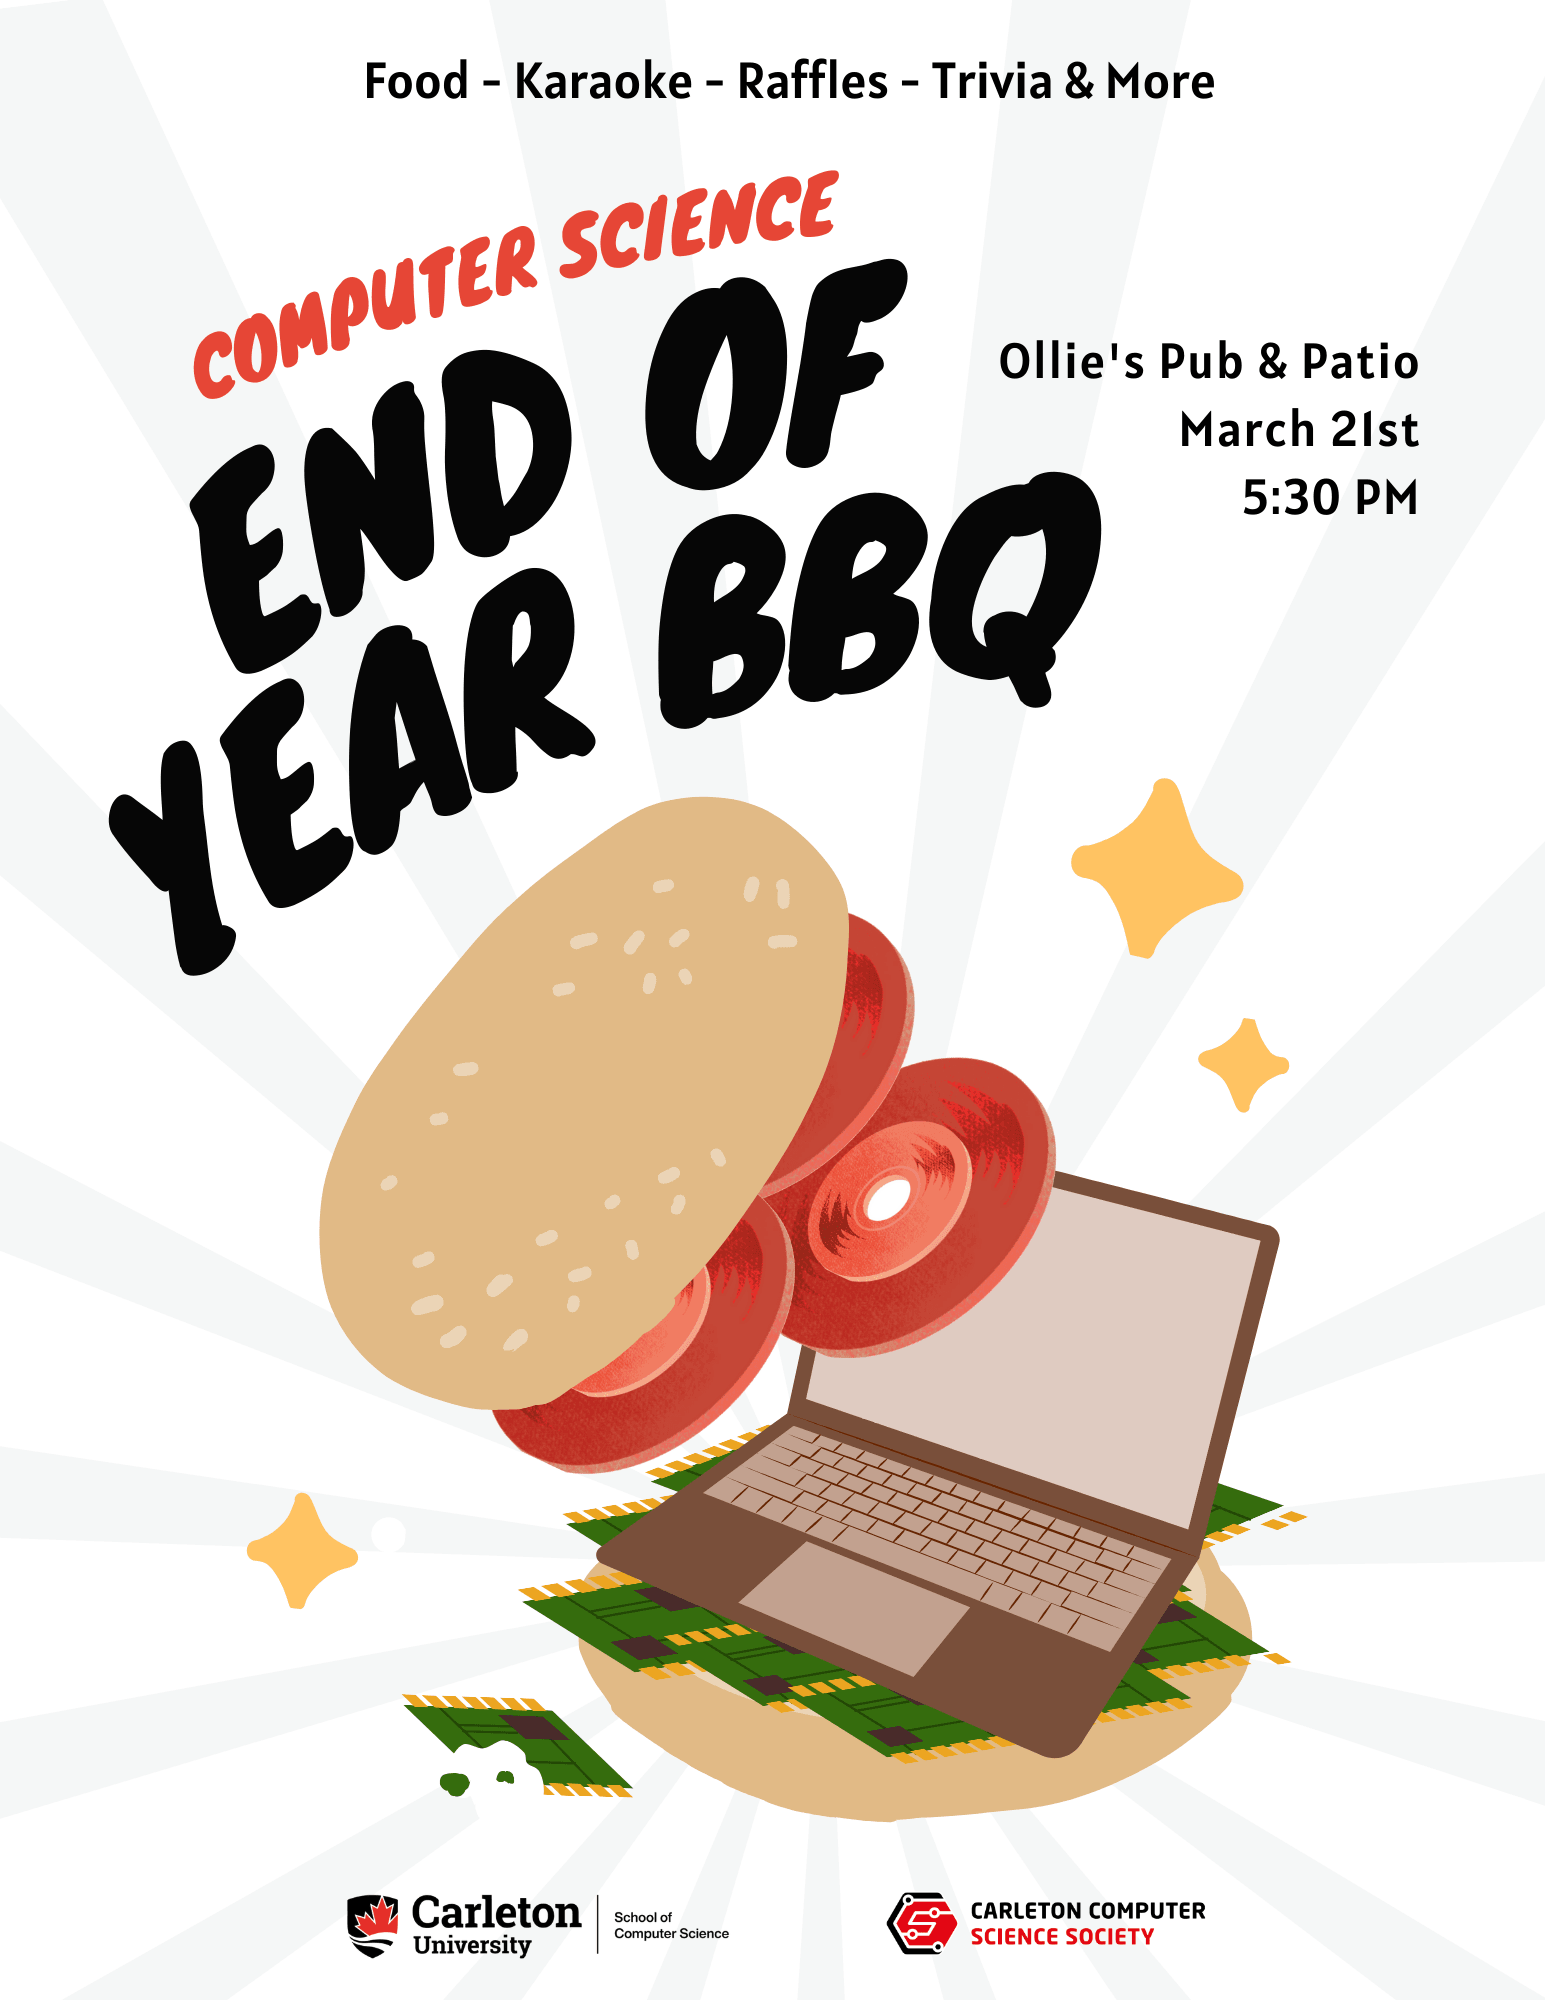 Food - Karaoke - Raffles - Trivia & More
COMPUTER SCIENCE
END OF
YEAR BBQ
Ollie's Pub & Patio
March 21st
5:30 PM
Carleton
University
School of
Computer Science
CARLETON COMPUTER
SCIENCE SOCIETY